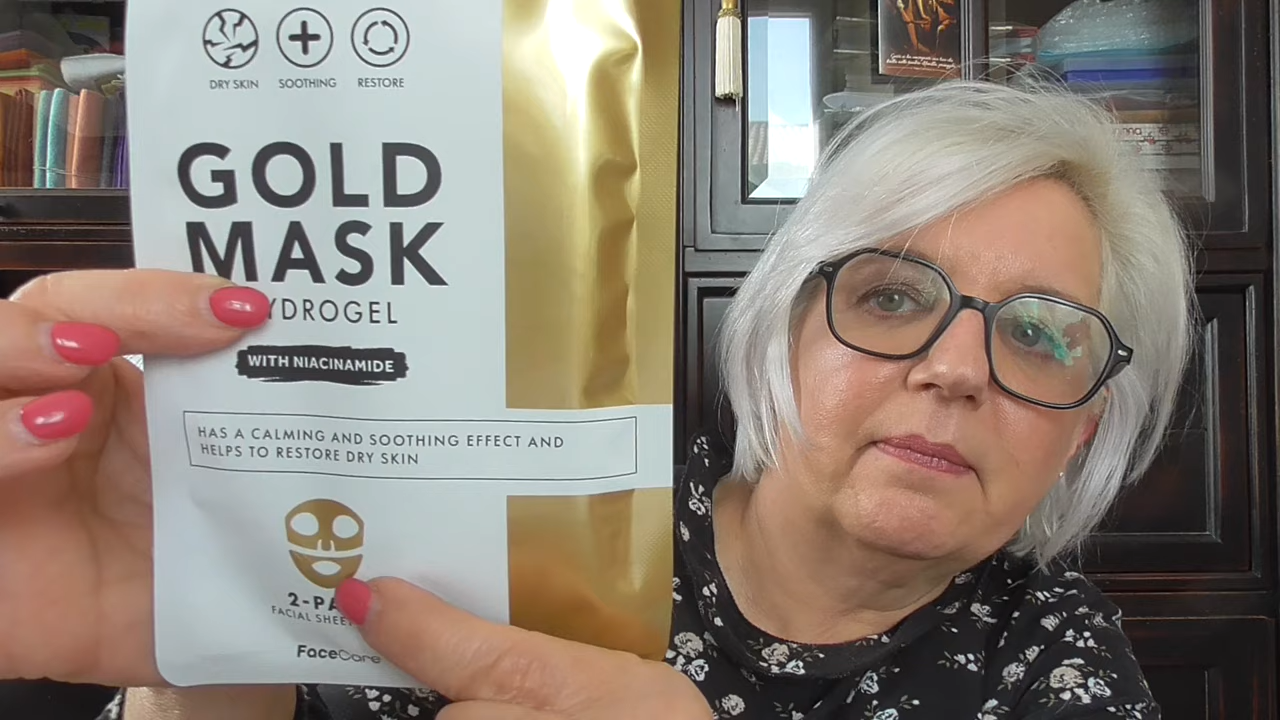 DRY SKIN SOOTHING RESTORE
GOLD
MASK
YDROGEL
WITH NIACINAMIDE
HAS A CALMING AND SOOTHING EFFECT AND
HELPS TO RESTORE DRY SKIN
2-PA
FACIAL SHEE
FaceCare